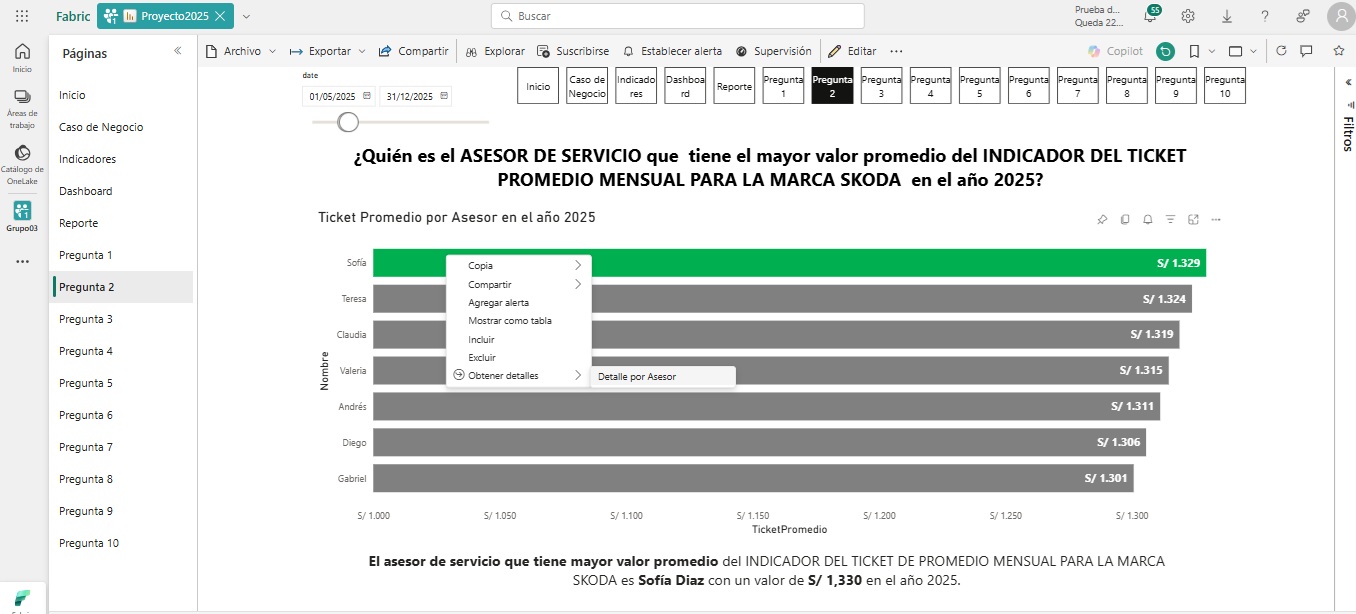 Fabric
Proyecto2025
Buscar
Prueba d...
Queda 22...
55
Inicio
Áreas de
trabajo
Catálogo de
OneLake
Grupo03
Páginas
Inicio
Caso de Negocio
Indicadores
Dashboard
Reporte
Pregunta 1
Pregunta 2
Pregunta 3
Pregunta 4
Pregunta 5
Pregunta 6
Pregunta 7
Pregunta 8
Pregunta 9
Pregunta 10
Archivo
Exportar
Compartir
Explorar
Suscribirse
Establecer alerta
Supervisión
Editar
Copilot
date
01/05/2025
31/12/2025
Inicio
Caso de
Negocio
Indicado
res
Dashboa
rd
Reporte
Pregunta
1
Pregunta
2
Pregunta
3
Pregunta
4
Pregunta
5
Pregunta
6
Pregunta
7
Pregunta
8
Pregunta
9
Pregunta
10
Filtros
¿Quién es el ASESOR DE SERVICIO que tiene el mayor valor promedio del INDICADOR DEL TICKET
PROMEDIO MENSUAL PARA LA MARCA SKODA en el año 2025?
Ticket Promedio por Asesor en el año 2025
Nombre
Sofía
S/ 1.329
Teresa
S/ 1.324
Claudia
S/ 1.319
Valeria
S/ 1.315
Andrés
S/ 1.311
Diego
S/ 1.306
Gabriel
S/ 1.301
Copia
Compartir
Agregar alerta
Mostrar como tabla
Incluir
Excluir
Obtener detalles
Detalle por Asesor
S/ 1.000
S/ 1.050
S/ 1.100
S/ 1.150
S/ 1.200
S/ 1.250
S/ 1.300
TicketPromedio
El asesor de servicio que tiene mayor valor promedio del INDICADOR DEL TICKET DE PROMEDIO MENSUAL PARA LA MARCA
SKODA es Sofía Diaz con un valor de S/ 1,330 en el año 2025.